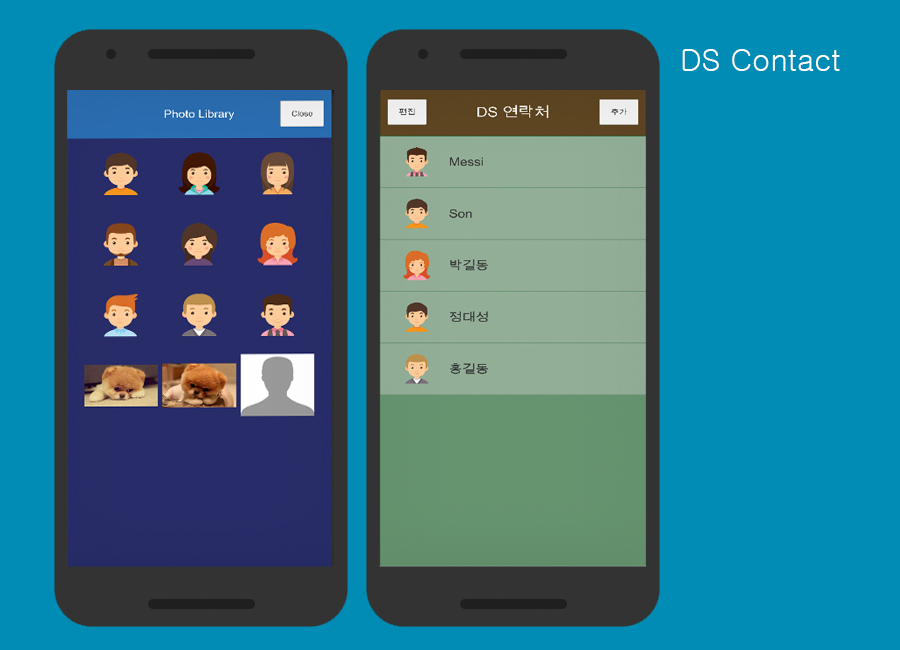 DS Contact
Photo Library
Close
편집
DS 연락처
추가
Messi
Son
박길동
정대성
홍길동